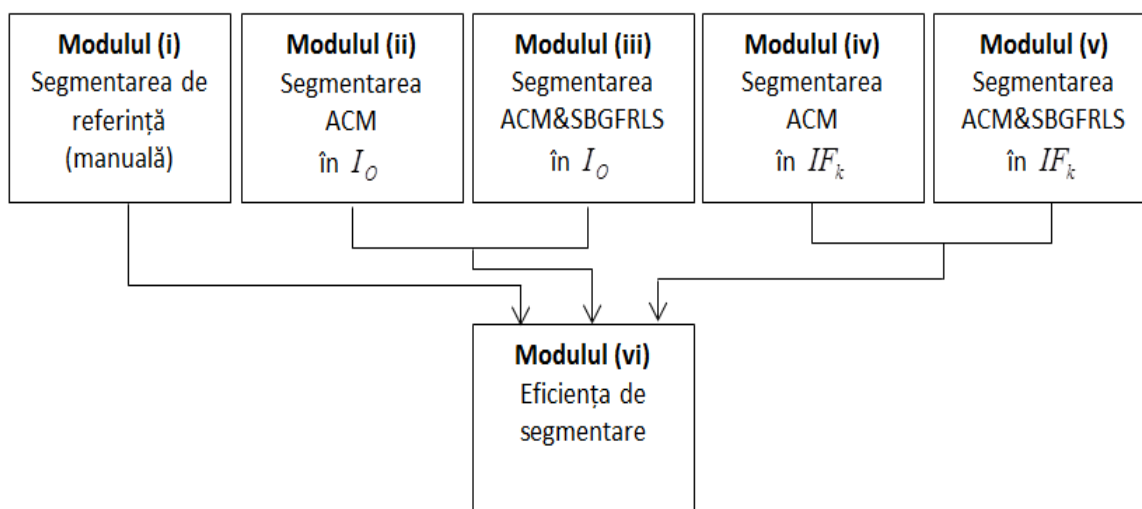 Modulul (i)
Segmentarea de
referință
(manuală)
Modulul (ii)
Segmentarea
ACM
în I_O
Modulul (iii)
Segmentarea
ACM&SBGFRLS
în I_O
Modulul (iv)
Segmentarea
ACM
în IF_k
Modulul (v)
Segmentarea
ACM&SBGFRLS
în IF_k
Modulul (vi)
Eficiența de
segmentare